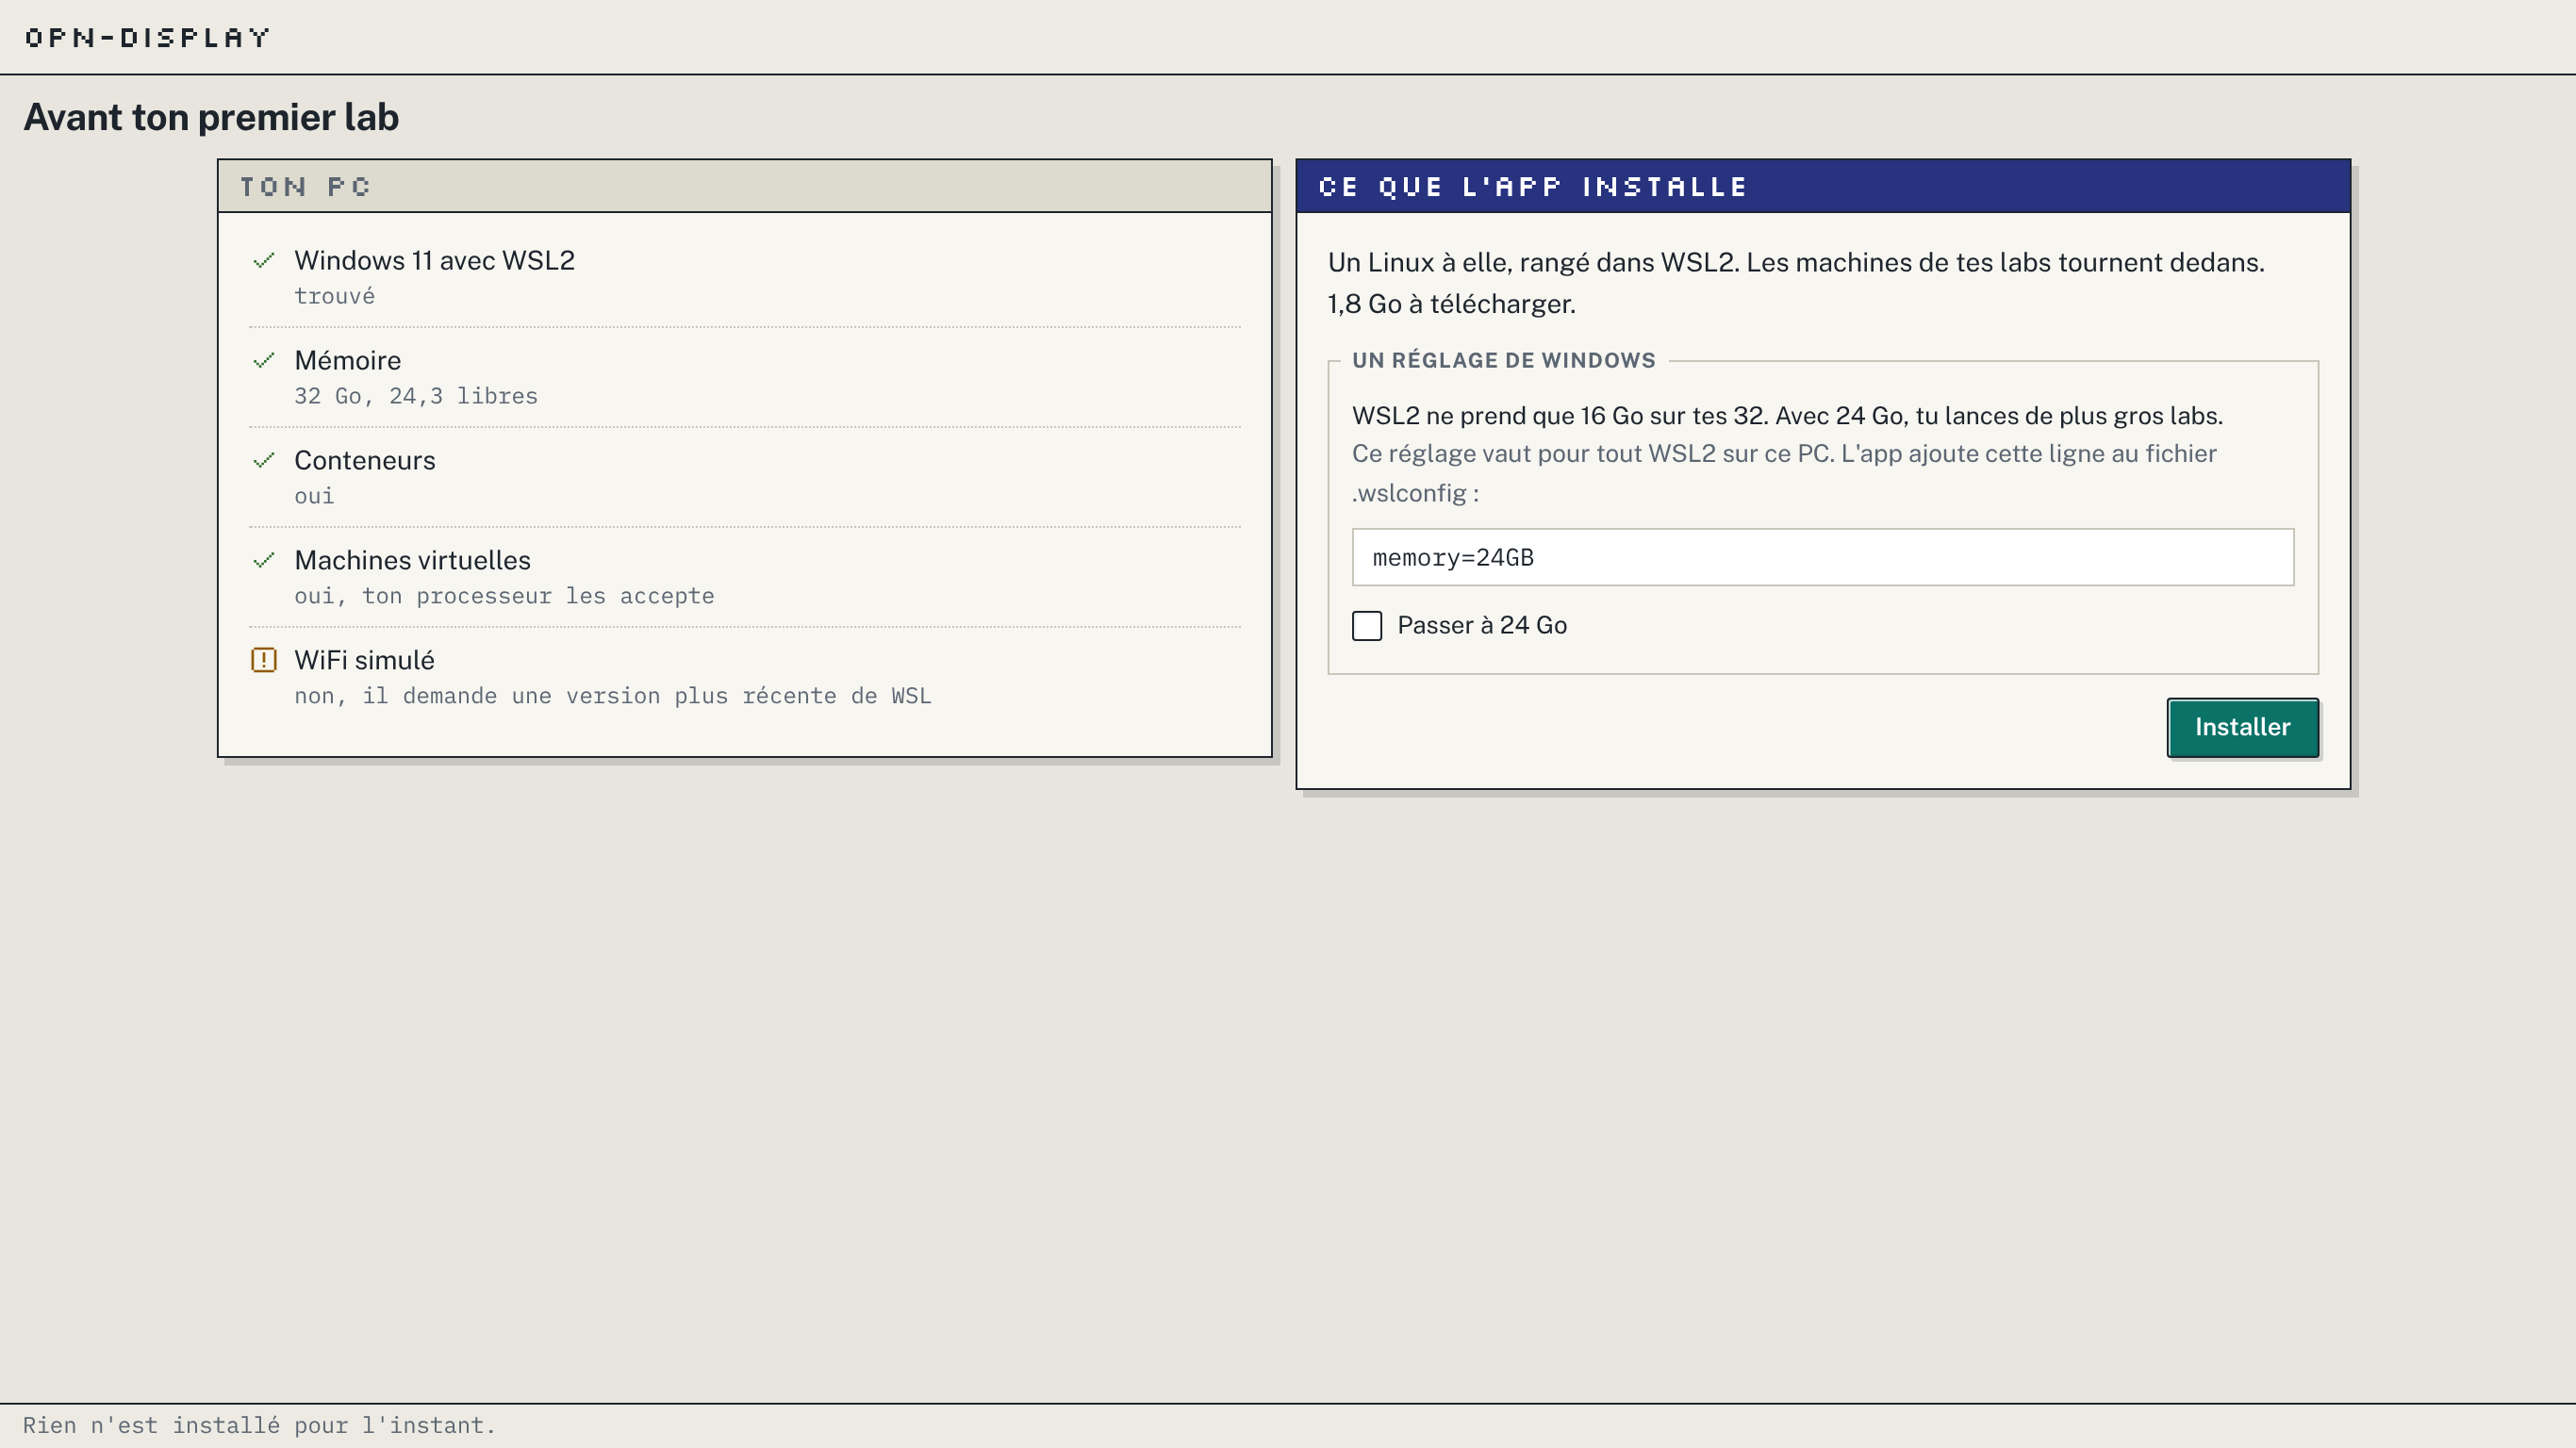 OPN-DISPLAY
Avant ton premier lab
TON PC
Windows 11 avec WSL2
trouvé
Mémoire
32 Go, 24,3 libres
Conteneurs
oui
Machines virtuelles
oui, ton processeur les accepte
WiFi simulé
non, il demande une version plus récente de WSL
CE QUE L'APP INSTALLE
Un Linux à elle, rangé dans WSL2. Les machines de tes labs tournent dedans.
1,8 Go à télécharger.
UN RÉGLAGE DE WINDOWS
WSL2 ne prend que 16 Go sur tes 32. Avec 24 Go, tu lances de plus gros labs.
Ce réglage vaut pour tout WSL2 sur ce PC. L'app ajoute cette ligne au fichier
.wslconfig :
memory=24GB
Passer à 24 Go
Installer
Rien n'est installé pour l'instant.